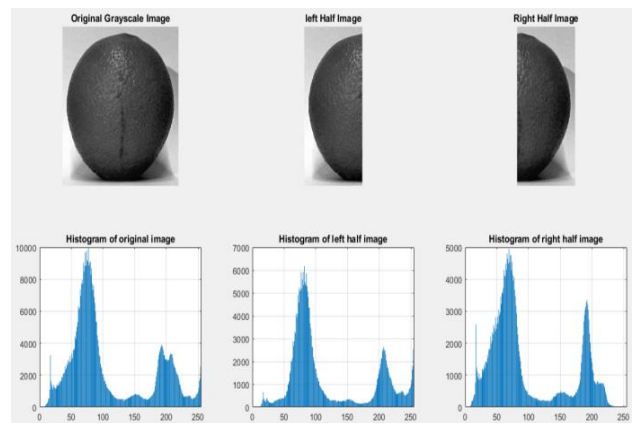 Original Grayscale Image
left Half Image
Right Half Image
Histogram of original image
Histogram of left half image
Histogram of right half image
10000
8000
6000
4000
2000
0
0 50 100 150 200 250
7000
6000
5000
4000
3000
2000
1000
0
0 50 100 150 200 250
5000
4000
3000
2000
1000
0
0 50 100 150 200 250